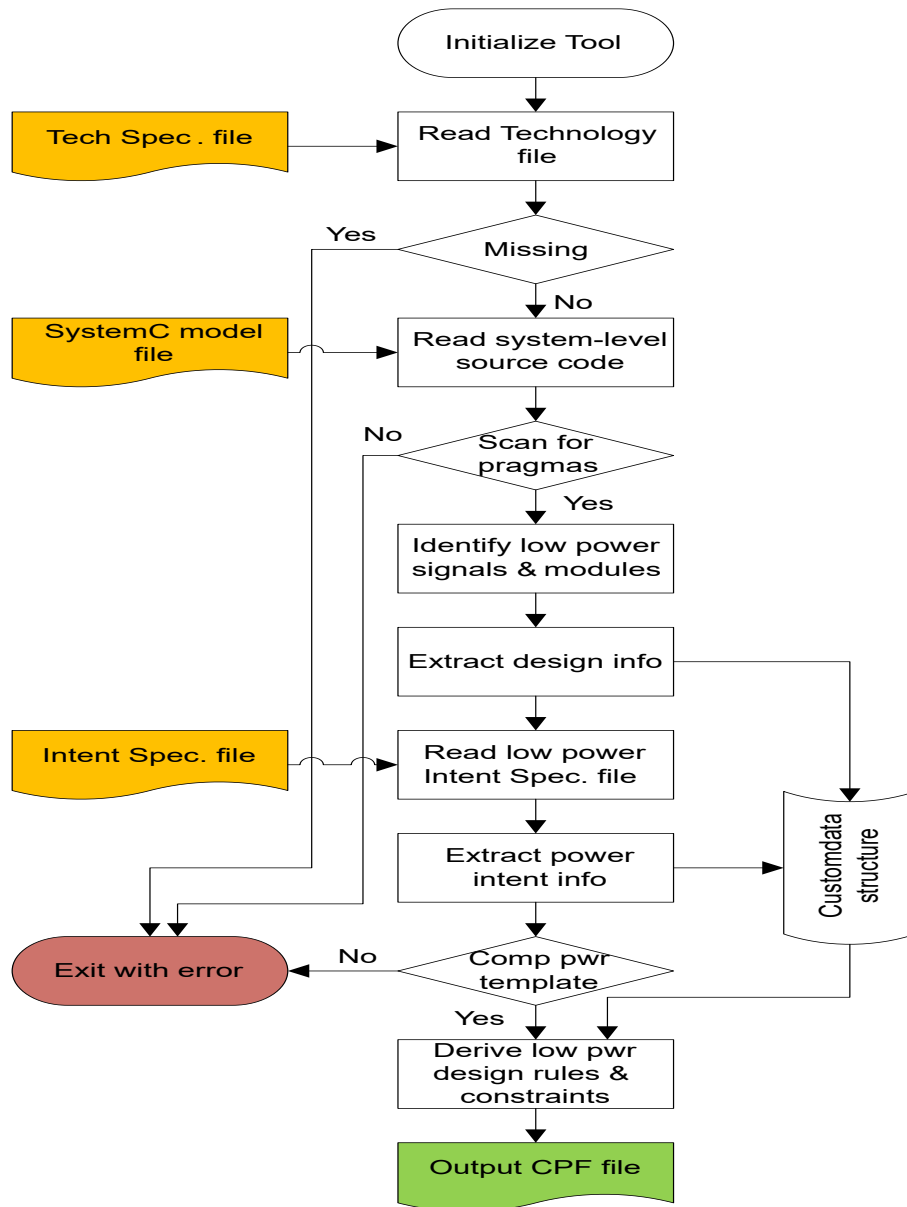 Initialize Tool
Tech Spec . file
Read Technology
file
Yes
Missing
No
SystemC model
file
Read system-level
source code
No
Scan for
pragmas
Yes
Identify low power
signals & modules
Extract design info
Intent Spec. file
Read low power
Intent Spec. file
Extract power
intent info
Customdata
structure
Exit with error
No
Comp pwr
template
Yes
Derive low pwr
design rules &
constraints
Output CPF file